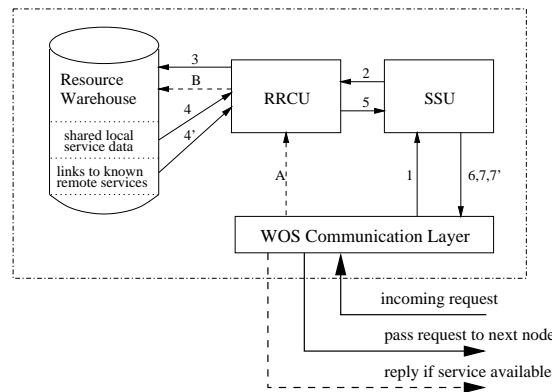 Resource
Warehouse
shared local
service data
links to known
remote services
3
B
4
4'
RRCU
2
5
SSU
A
1
6,7,7'
WOS Communication Layer
incoming request
pass request to next node
reply if service available